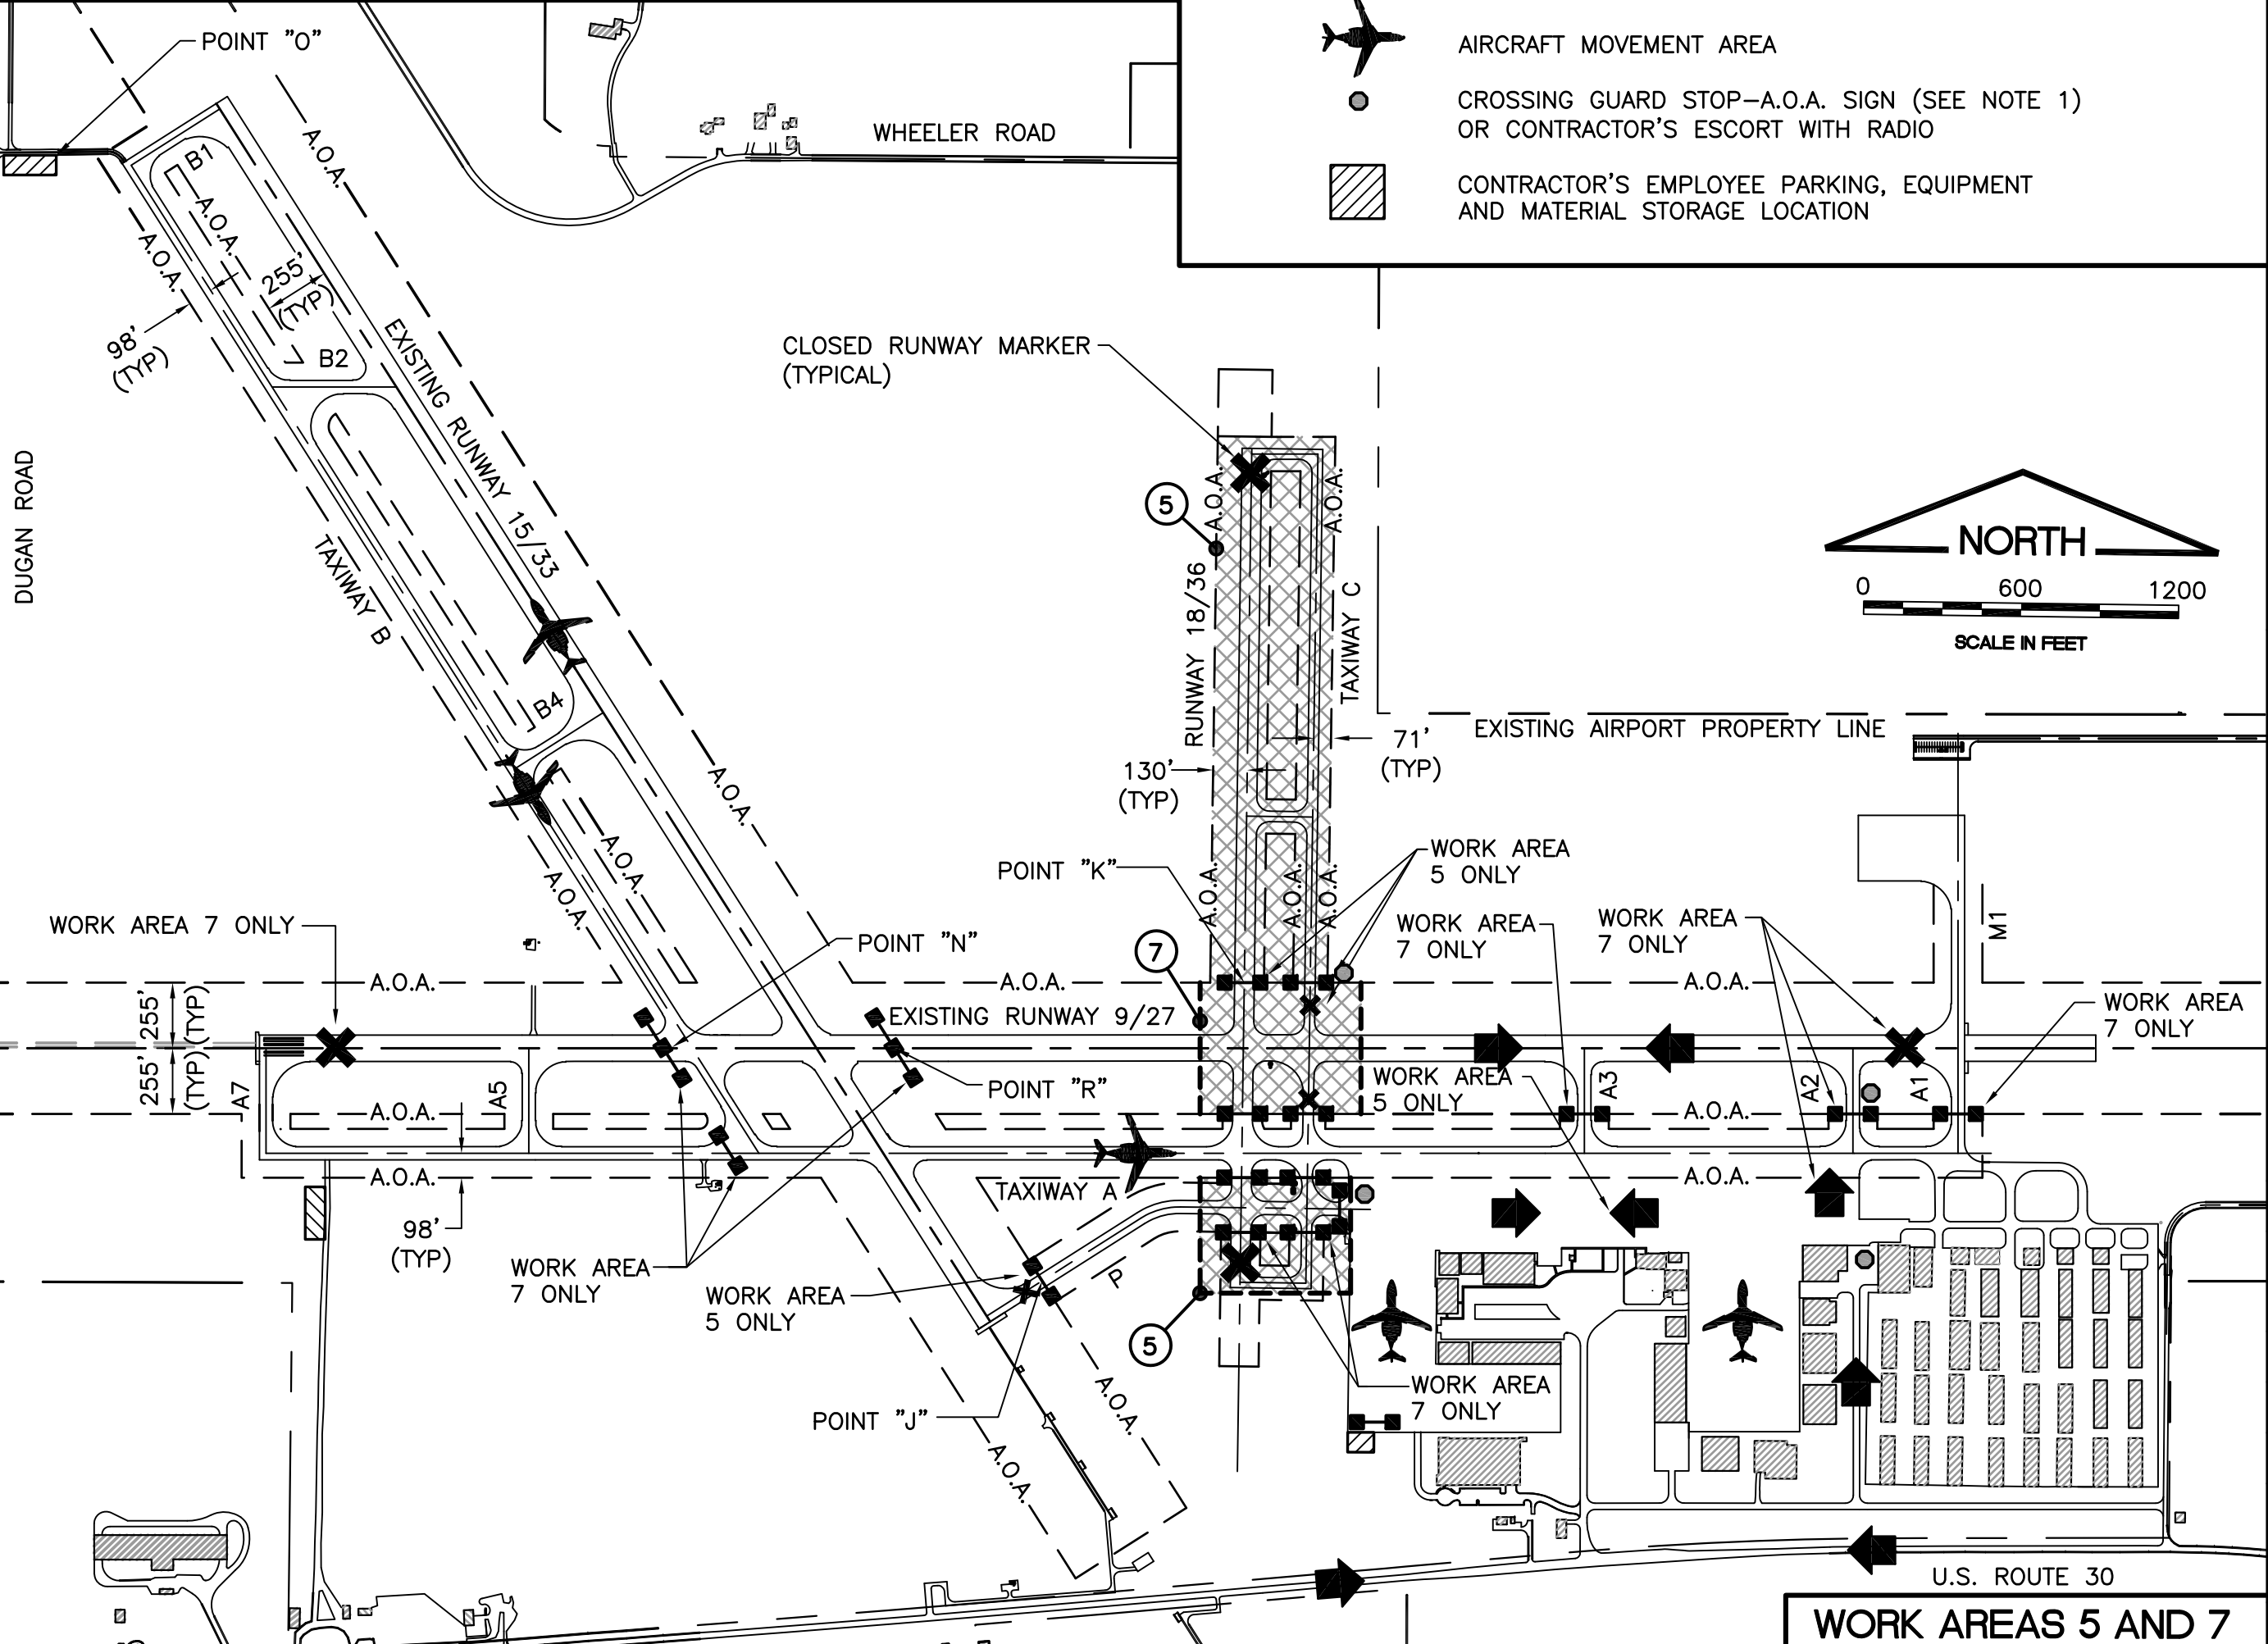 AIRCRAFT MOVEMENT AREA
CROSSING GUARD STOP-A.O.A. SIGN (SEE NOTE 1)
OR CONTRACTOR'S ESCORT WITH RADIO
CONTRACTOR'S EMPLOYEE PARKING, EQUIPMENT
AND MATERIAL STORAGE LOCATION
POINT "O"
WHEELER ROAD
B1
A.O.A.
A.O.A.
A.O.A.
255'
(TYP)
98'
(TYP)
B2
EXISTING RUNWAY 15/33
TAXIWAY B
DUGAN ROAD
CLOSED RUNWAY MARKER
(TYPICAL)
5
A.O.A.
A.O.A.
RUNWAY 18/36
TAXIWAY C
NORTH
0 600 1200
SCALE IN FEET
B4
A.O.A.
EXISTING AIRPORT PROPERTY LINE
71'
(TYP)
130'
(TYP)
A.O.A.
A.O.A.
POINT "K"
A.O.A.
A.O.A.
A.O.A.
WORK AREA
5 ONLY
WORK AREA 7 ONLY
POINT "N"
7
WORK AREA
7 ONLY
WORK AREA
7 ONLY
M1
A.O.A.
A.O.A.
A.O.A.
255'
(TYP)
EXISTING RUNWAY 9/27
WORK AREA
7 ONLY
255'
(TYP)
A7
A5
POINT "R"
WORK AREA
5 ONLY
A3
A2
A1
A.O.A.
A.O.A.
A.O.A.
A.O.A.
TAXIWAY A
98'
(TYP)
WORK AREA
7 ONLY
WORK AREA
5 ONLY
P
5
POINT "J"
A.O.A.
A.O.A.
WORK AREA
7 ONLY
U.S. ROUTE 30
WORK AREAS 5 AND 7